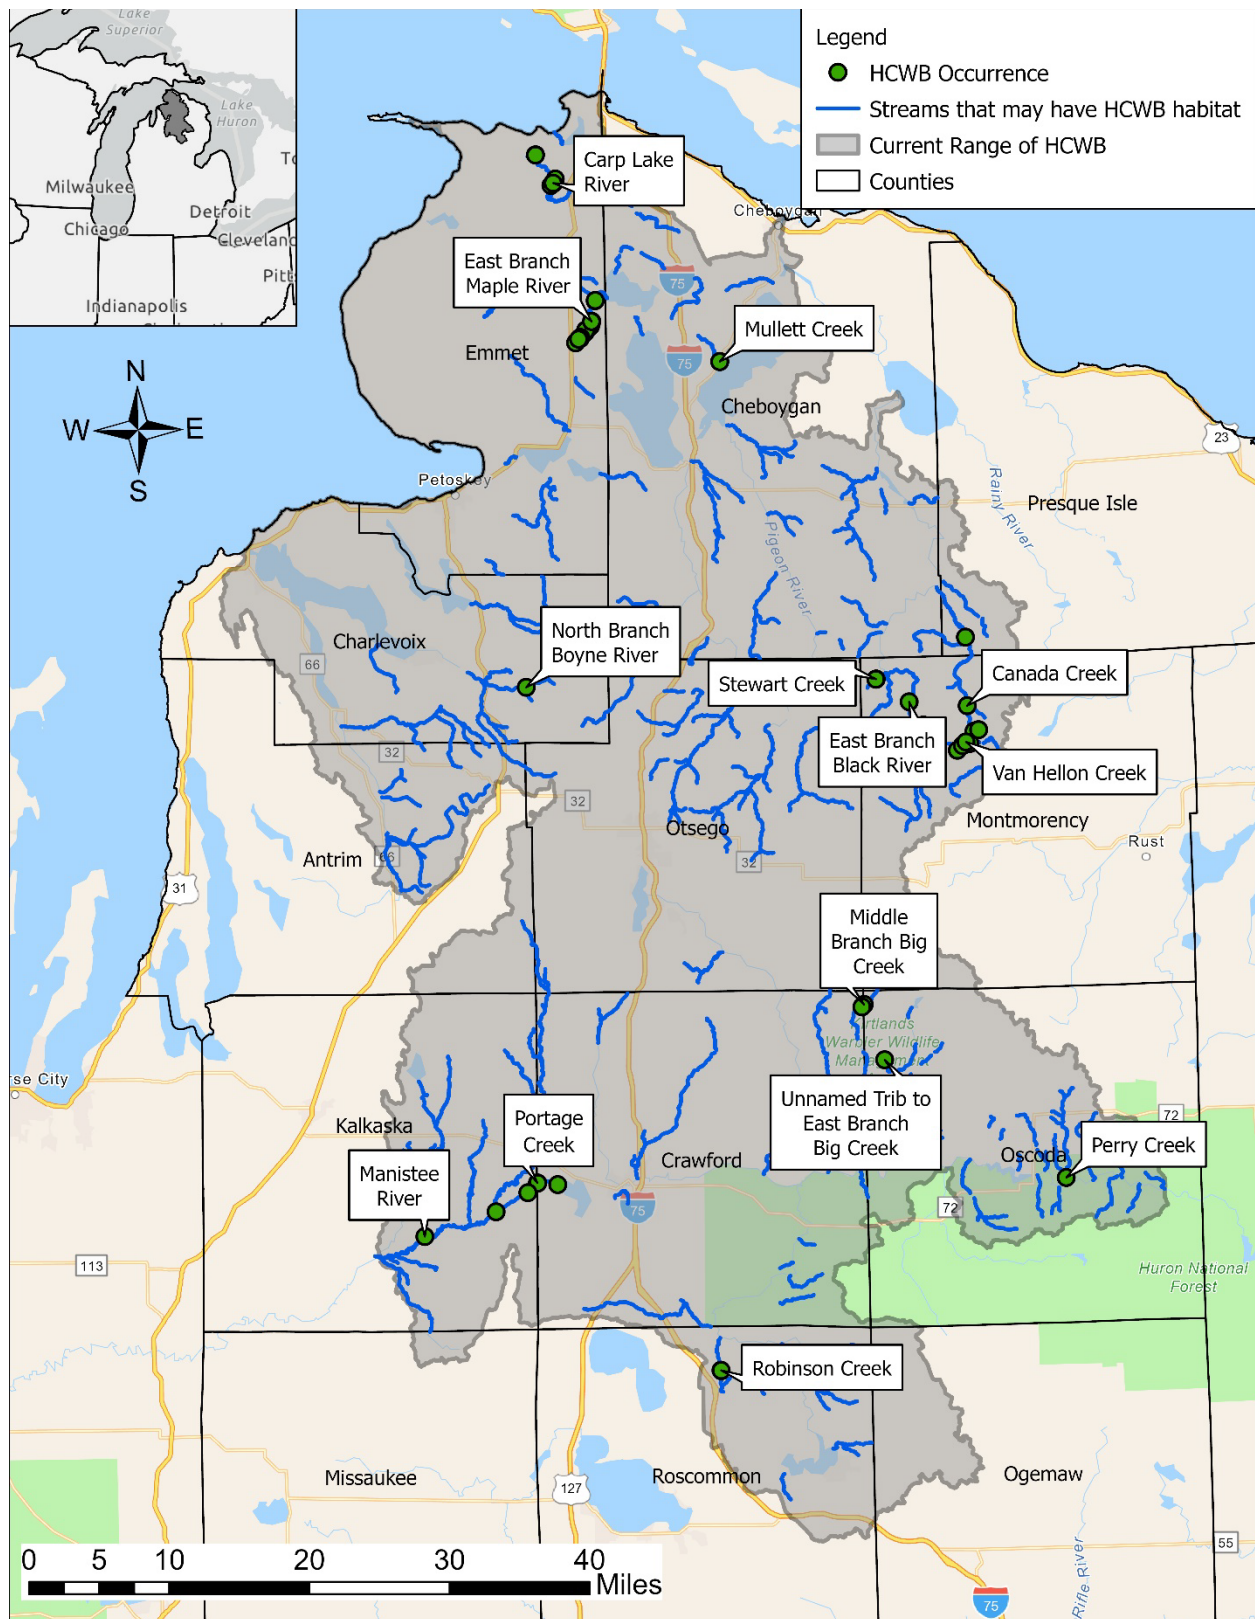 Lake
Superior
Lake
Huron
Milwaukee
Chicago
Detroit
Cleveland
Indianapolis
Legend
HCWB Occurrence
Streams that may have HCWB habitat
Current Range of HCWB
Counties
Carp Lake
River
Cheboygan
East Branch
Maple River
75
Mullett Creek
Emmet
75
Cheboygan
N
W E
S
23
Petoskey
Rainy River
Presque Isle
Pigeon River
North Branch
Boyne River
Charlevoix
66
Stewart Creek
Canada Creek
East Branch
Black River
Van Hellon Creek
32
32
Otsego
Montmorency
Rust
Antrim
66
32
31
Middle
Branch Big
Creek
Warbler Wildlife
rse City
Unnamed Trib to
East Branch
Big Creek
Portage
Creek
Kalkaska
Crawford
72
Oscoda
Perry Creek
Manistee
River
75
72
113
Huron National
Forest
Robinson Creek
Missaukee
127
Roscommon
Ogemaw
55
Rifle River
75
0 5 10 20 30 40
Miles